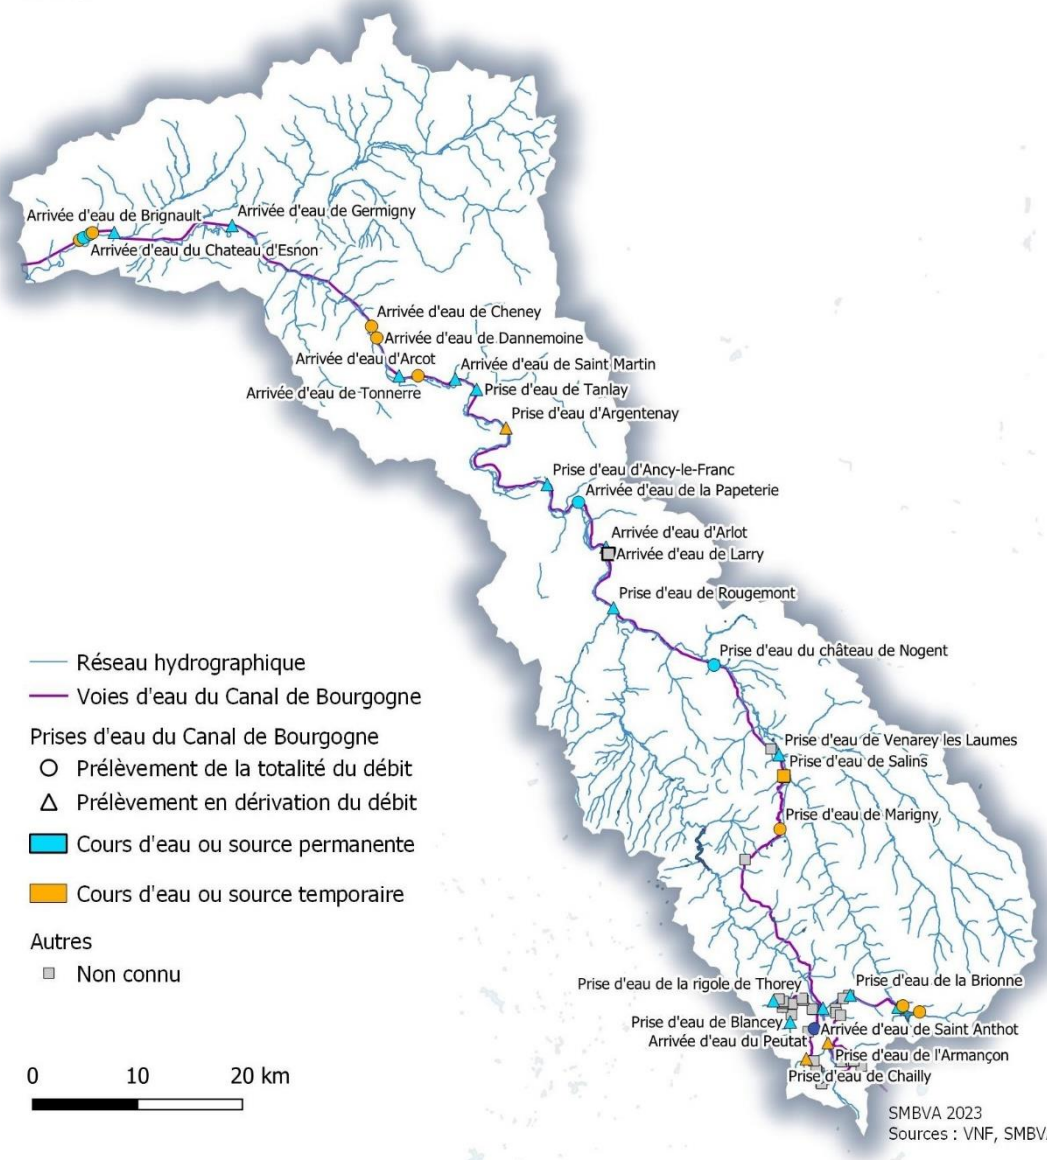 Arrivée d'eau de Brignault
Arrivée d'eau de Germigny
Arrivée d'eau du Chateau d'Esnon
Arrivée d'eau de Cheney
Arrivée d'eau de Dannemoine
Arrivée d'eau d'Arcot
Arrivée d'eau de Saint Martin
Arrivée d'eau de Tonnerre
Prise d'eau de Tanlay
Prise d'eau d'Argentenay
Prise d'eau d'Ancy-le-Franc
Arrivée d'eau de la Papeterie
Arrivée d'eau d'Arlot
Arrivée d'eau de Larry
Prise d'eau de Rougemont
Prise d'eau du château de Nogent
Prise d'eau de Venarey les Laumes
Prise d'eau de Salins
Prise d'eau de Marigny
Prise d'eau de la rigole de Thorey
Prise d'eau de la Brionne
Prise d'eau de Blancey
Arrivée d'eau de Saint Anthot
Arrivée d'eau du Peutat
Prise d'eau de l'Armançon
Prise d'eau de Chailly
Réseau hydrographique
Voies d'eau du Canal de Bourgogne
Prises d'eau du Canal de Bourgogne
Prélèvement de la totalité du débit
Prélèvement en dérivation du débit
Cours d'eau ou source permanente
Cours d'eau ou source temporaire
Autres
Non connu
0 10 20 km
SMBVA 2023
Sources : VNF, SMBVA